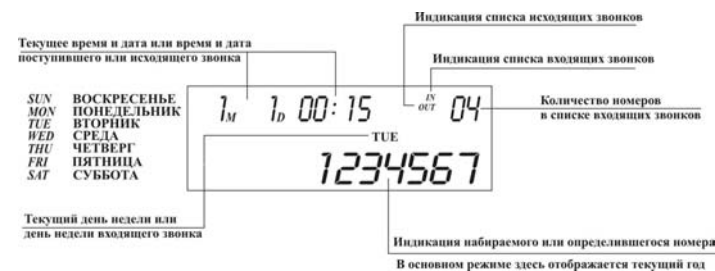 Индикация списка исходящих звонков
Текущее время и дата или время и дата
поступившего или исходящего звонка
Индикация списка входящих звонков
SUN ВОСКРЕСЕНЬЕ
MON ПОНЕДЕЛЬНИК
TUE ВТОРНИК
WED СРЕДА
THU ЧЕТВЕРГ
FRI ПЯТНИЦА
SAT СУББОТА
1M 1D 00:15 IN OUT 04
TUE
1234567
Количество номеров
в списке входящих звонков
Текущий день недели или
день недели входящего звонка
Индикация набираемого или определившегося номера
В основном режиме здесь отображается текущий год